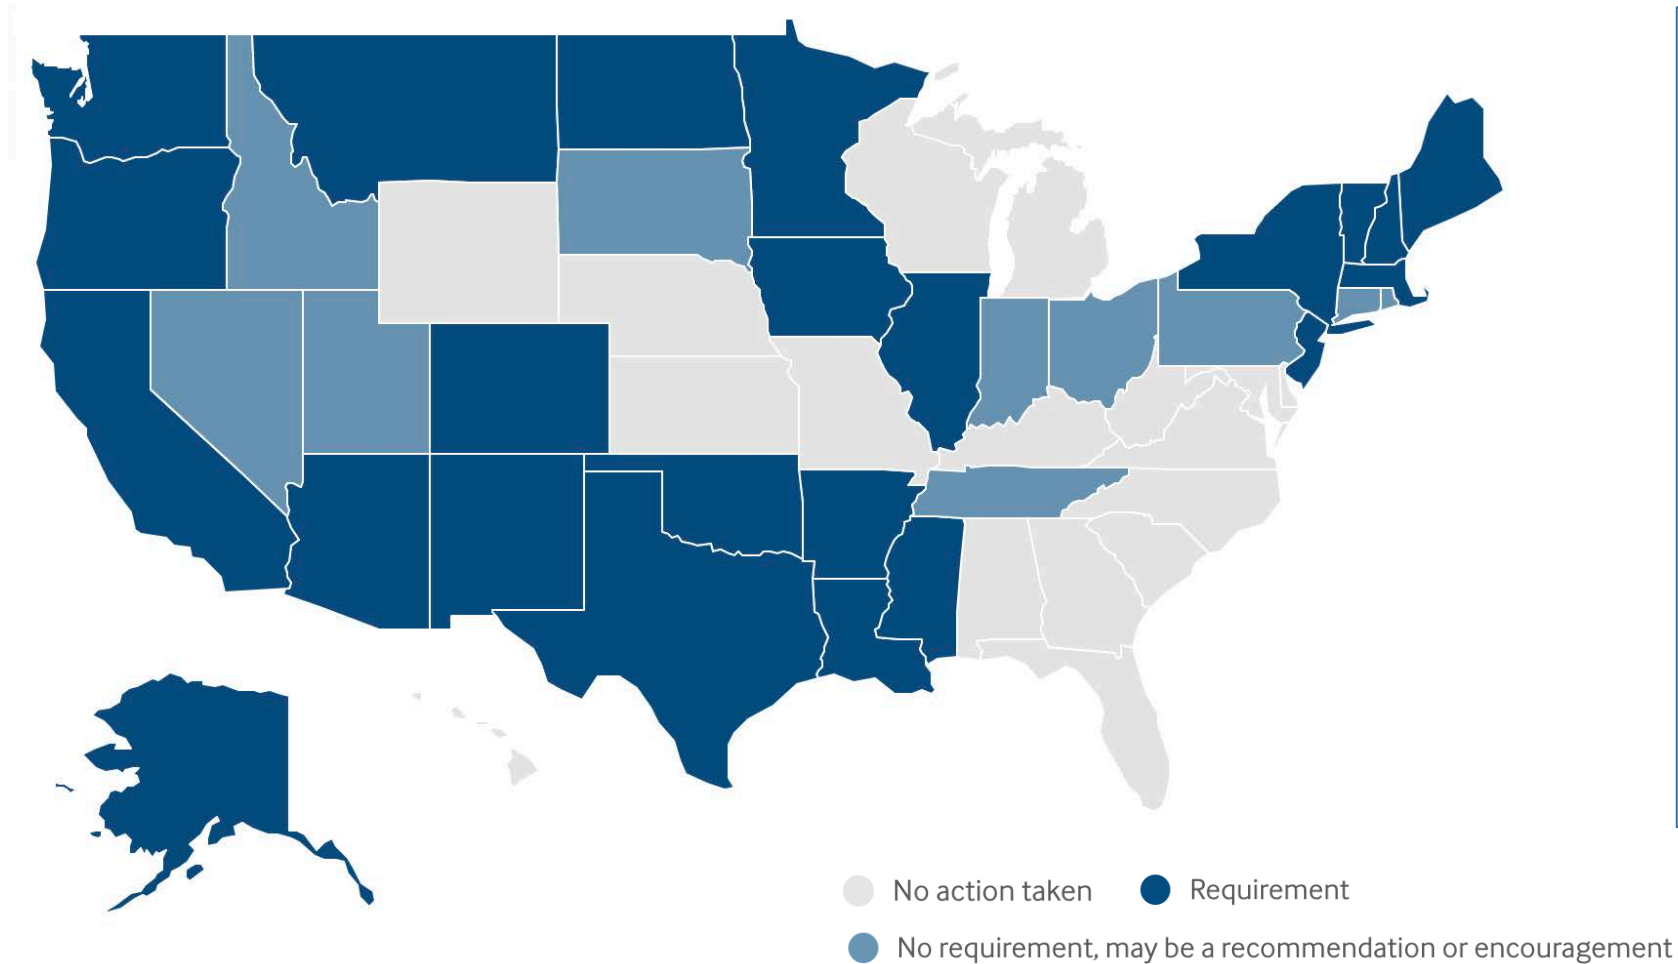 No action taken
Requirement
No requirement, may be a recommendation or encouragement